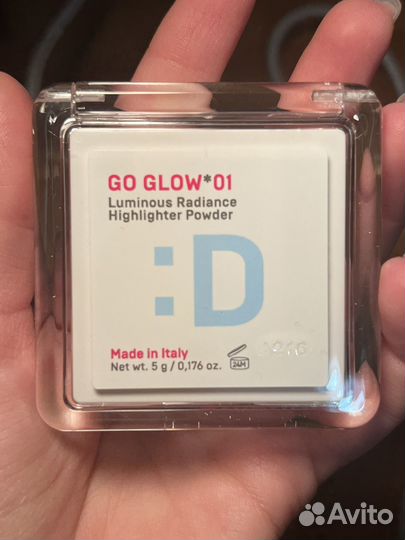 GO GLOW*01
Luminous Radiance
Highlighter Powder
:D
Made in Italy
Net wt. 5 g / 0,176 oz.
24M
Avito